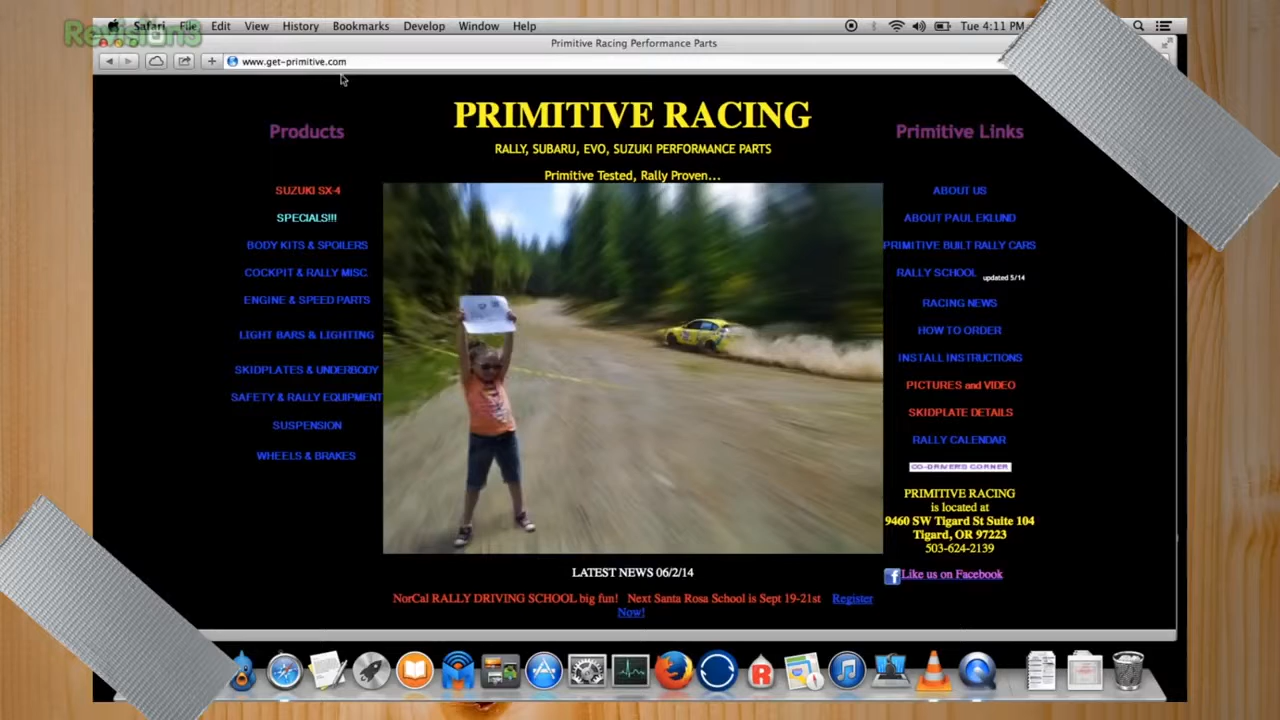 Revision3
Safari File Edit View History Bookmarks Develop Window Help
Tue 4:11 PM
Primitive Racing Performance Parts
www.get-primitive.com
PRIMITIVE RACING
RALLY, SUBARU, EVO, SUZUKI PERFORMANCE PARTS
Primitive Tested, Rally Proven...
Products
SUZUKI SX-4
SPECIALS!!!
BODY KITS & SPOILERS
COCKPIT & RALLY MISC.
ENGINE & SPEED PARTS
LIGHT BARS & LIGHTING
SKIDPLATES & UNDERBODY
SAFETY & RALLY EQUIPMENT
SUSPENSION
WHEELS & BRAKES
Primitive Links
ABOUT US
ABOUT PAUL EKLUND
PRIMITIVE BUILT RALLY CARS
RALLY SCHOOL updated 5/14
RACING NEWS
HOW TO ORDER
INSTALL INSTRUCTIONS
PICTURES and VIDEO
SKIDPLATE DETAILS
RALLY CALENDAR
CO-DRIVERS CORNER
PRIMITIVE RACING
is located at
9460 SW Tigard St Suite 104
Tigard, OR 97223
503-624-2139
Like us on Facebook
LATEST NEWS 06/2/14
NorCal RALLY DRIVING SCHOOL big fun! Next Santa Rosa School is Sept 19-21st Register
Now!